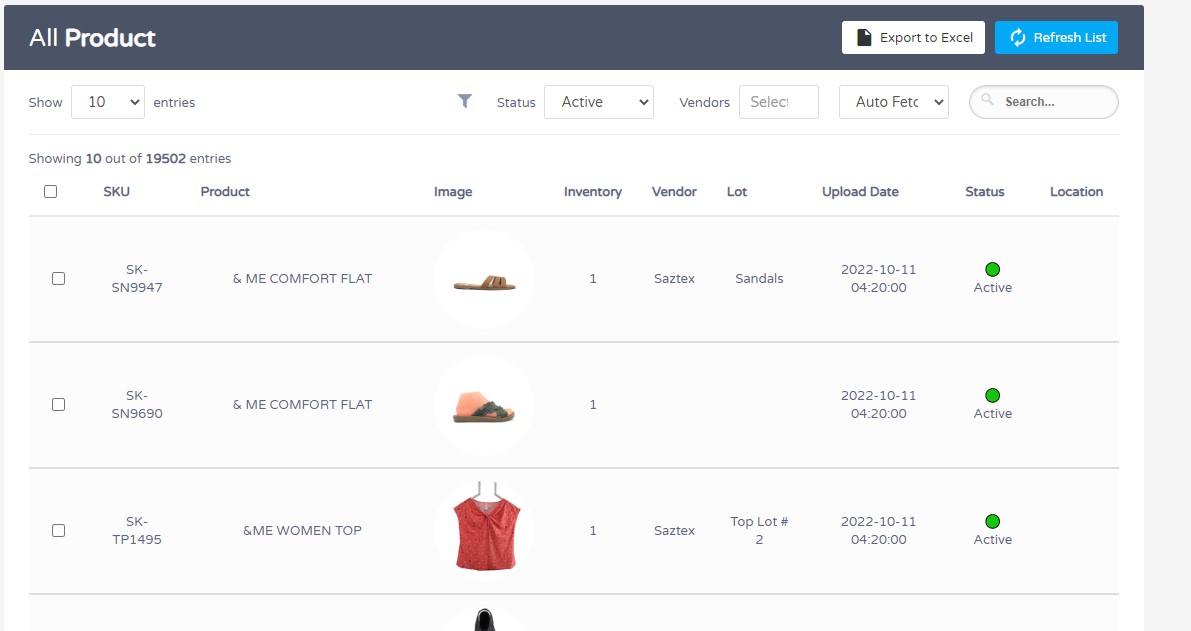 All Product
Export to Excel
Refresh List
Show 10 entries
Status Active
Vendors Select
Auto Fetc
Search...
Showing 10 out of 19502 entries
SKU Product Image Inventory Vendor Lot Upload Date Status Location
SK-
SN9947
& ME COMFORT FLAT
1
Saztex
Sandals
2022-10-11
04:20:00
Active
SK-
SN9690
& ME COMFORT FLAT
1
2022-10-11
04:20:00
Active
SK-
TP1495
&ME WOMEN TOP
1
Saztex
Top Lot #
2
2022-10-11
04:20:00
Active